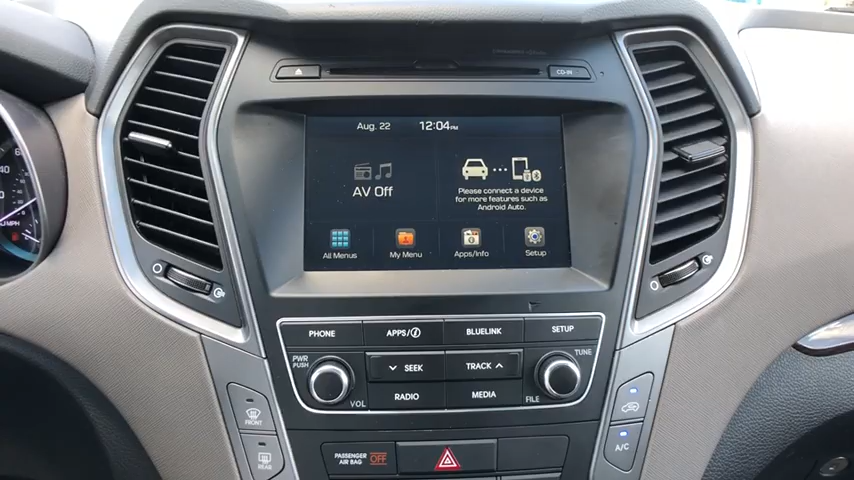 CD-IN
Aug. 22 12:04PM
AV Off
Please connect a device
for more features such as
Android Auto.
All Menus My Menu Apps/Info Setup
PHONE APPS/i BLUELINK SETUP
PWR
PUSH
VOL
SEEK TRACK
TUNE
FILE
RADIO MEDIA
FRONT
REAR
A/C
PASSENGER
AIR BAG OFF
MPH